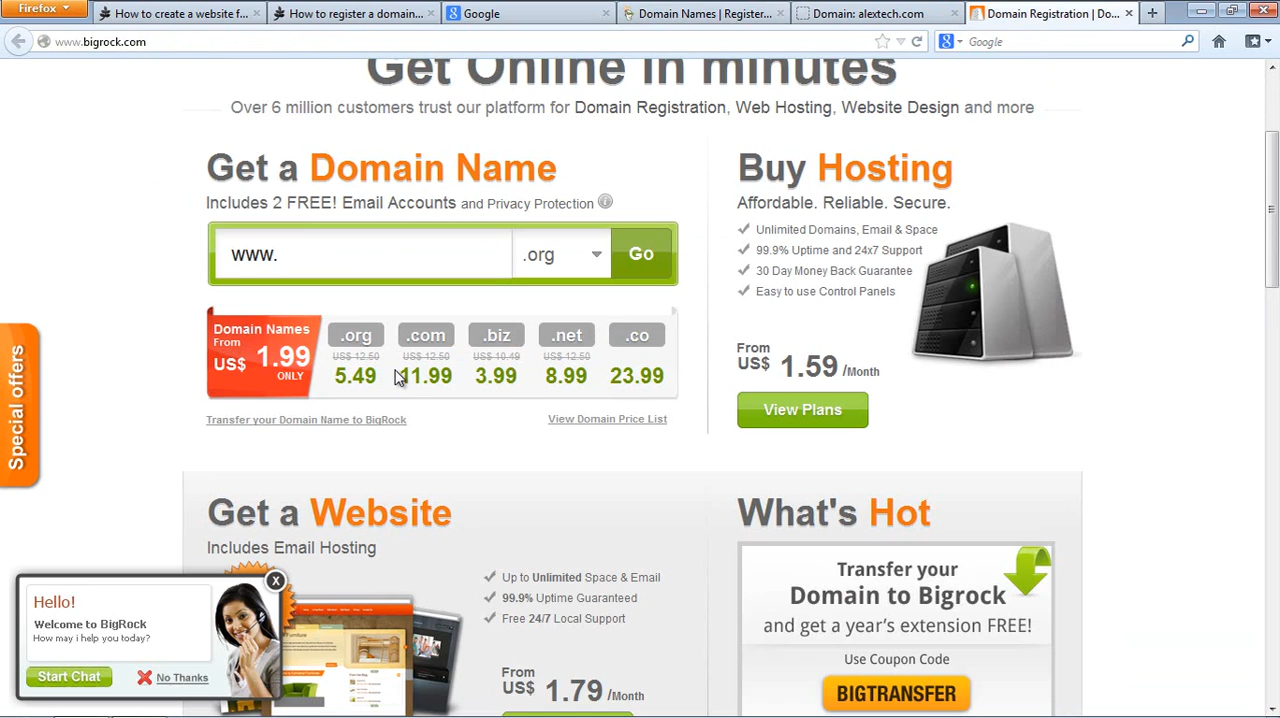 Firefox
How to create a website f...
How to register a domain...
Google
Domain Names | Register...
Domain: alextech.com
Domain Registration | Do...
www.bigrock.com
Google
Get Online in minutes
Over 6 million customers trust our platform for Domain Registration, Web Hosting, Website Design and more
Get a Domain Name
Includes 2 FREE! Email Accounts and Privacy Protection
www.
.org
Go
Domain Names
From
US$ 1.99
ONLY
.org
.com
.biz
.net
.co
US$ 12.50
US$ 12.50
US$ 10.49
US$ 12.50
5.49
11.99
3.99
8.99
23.99
Transfer your Domain Name to BigRock
View Domain Price List
Buy Hosting
Affordable. Reliable. Secure.
Unlimited Domains, Email & Space
99.9% Uptime and 24x7 Support
30 Day Money Back Guarantee
Easy to use Control Panels
From
US$ 1.59 /Month
View Plans
Special offers
Get a Website
Includes Email Hosting
Up to Unlimited Space & Email
99.9% Uptime Guaranteed
Free 24/7 Local Support
From
US$ 1.79 /Month
What's Hot
Transfer your
Domain to Bigrock
and get a year's extension FREE!
Use Coupon Code
BIGTRANSFER
X
Hello!
Welcome to BigRock
How may i help you today?
Start Chat
No Thanks